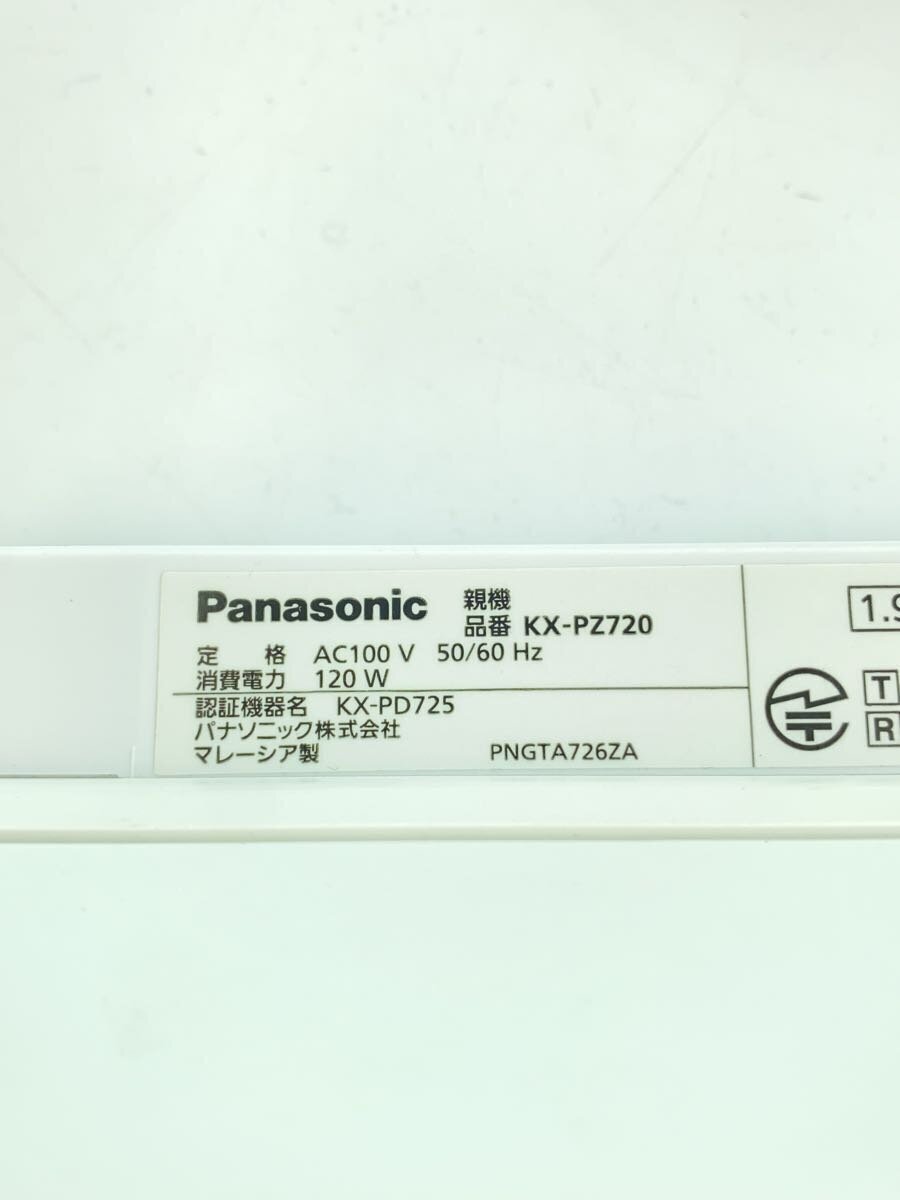 Panasonic 親機
品番 KX-PZ720
定 格 AC100 V 50/60 Hz
消費電力 120 W
認証機器名 KX-PD725
パナソニック株式会社
マレーシア製 PNGTA726ZA
1.9
T
R